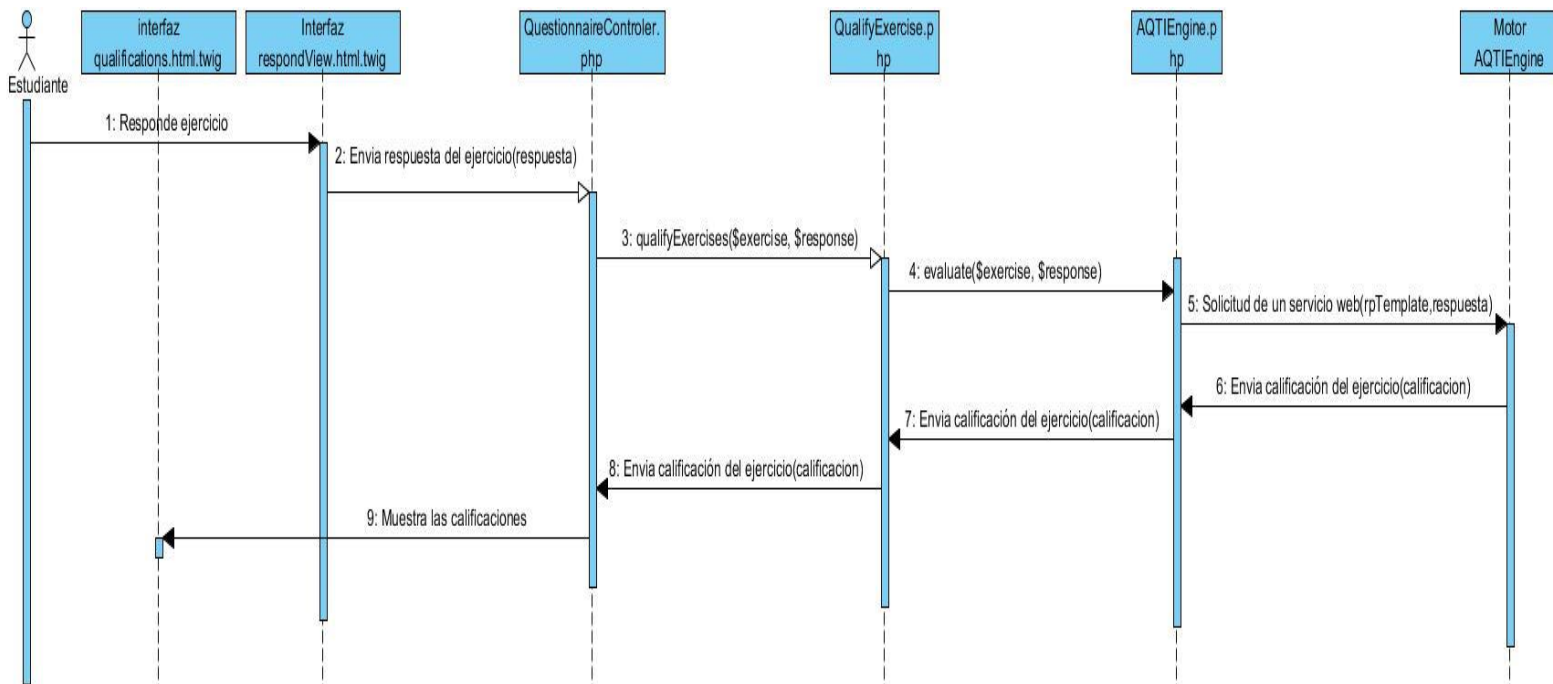 Estudiante
interfaz
qualifications.html.twig
Interfaz
respondView.html.twig
QuestionnaireControler.
php
QualifyExercise.p
hp
AQTIEngine.p
hp
Motor
AQTIEngine
1: Responde ejercicio
2: Envia respuesta del ejercicio(respuesta)
3: qualifyExercises($exercise, $response)
4: evaluate($exercise, $response)
5: Solicitud de un servicio web(rpTemplate,respuesta)
6: Envia calificación del ejercicio(calificacion)
7: Envia calificación del ejercicio(calificacion)
8: Envia calificación del ejercicio(calificacion)
9: Muestra las calificaciones